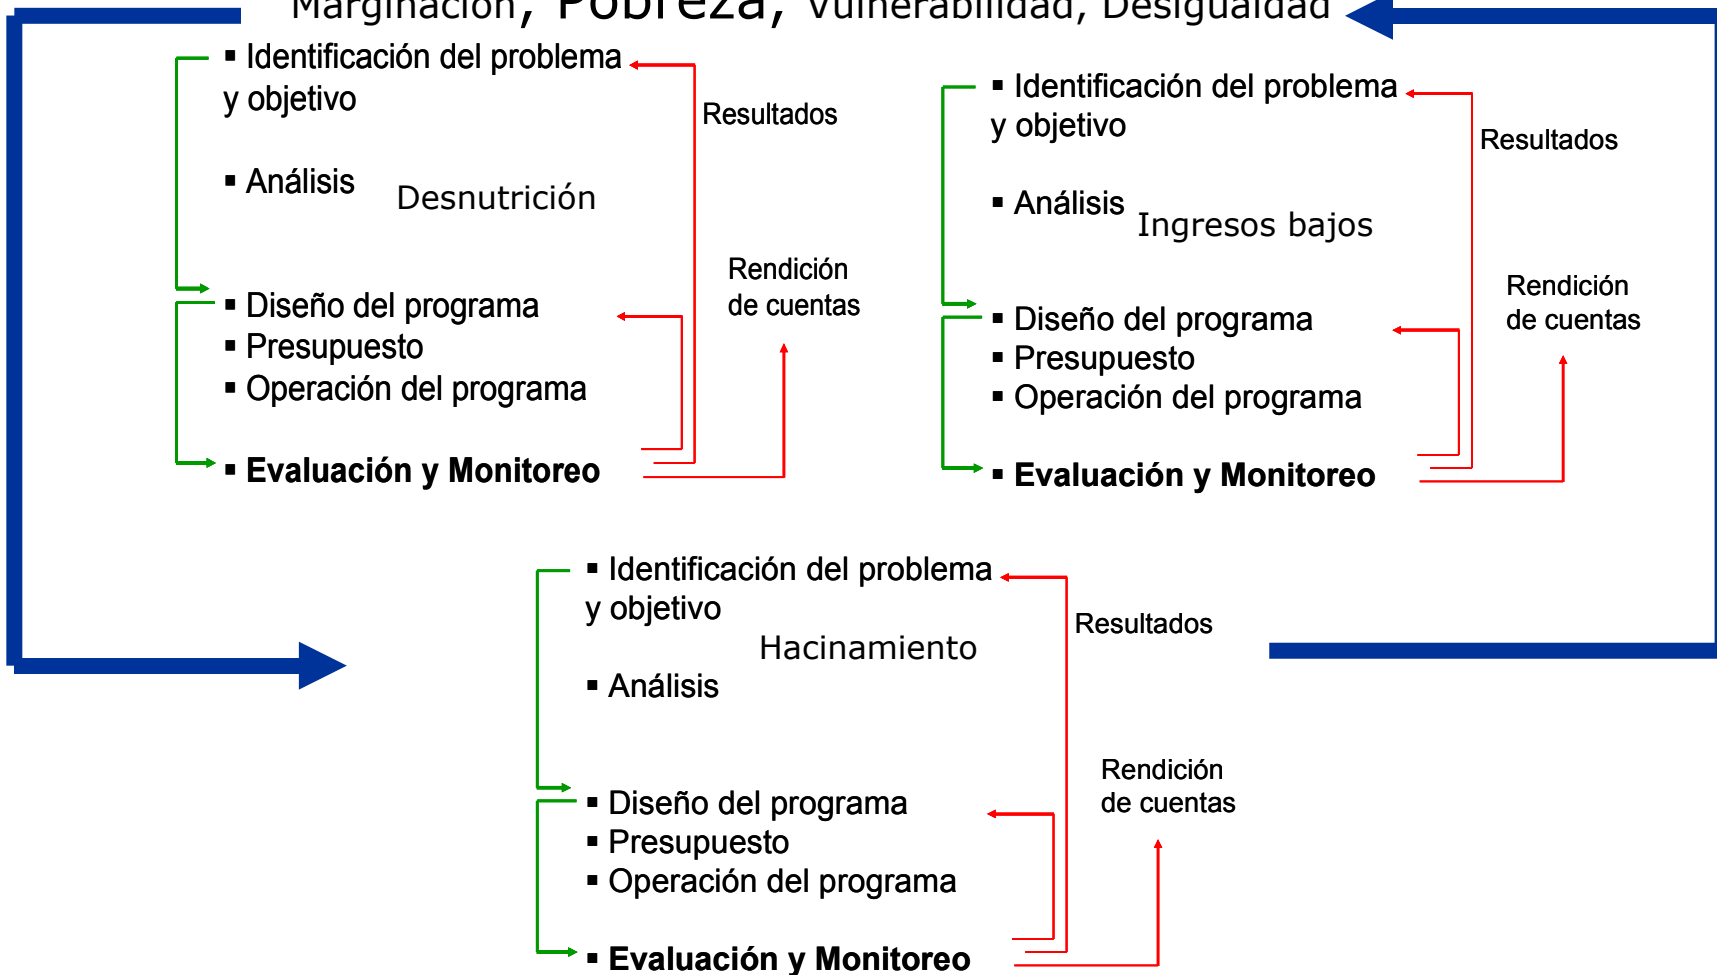 Marginación, Pobreza, Vulnerabilidad, Desigualdad
▪ Identificación del problema
y objetivo
Resultados
▪ Análisis
Desnutrición
Rendición
de cuentas
▪ Diseño del programa
▪ Presupuesto
▪ Operación del programa
▪ Evaluación y Monitoreo
▪ Identificación del problema
y objetivo
Resultados
▪ Análisis
Ingresos bajos
Rendición
de cuentas
▪ Diseño del programa
▪ Presupuesto
▪ Operación del programa
▪ Evaluación y Monitoreo
▪ Identificación del problema
y objetivo
Resultados
Hacinamiento
▪ Análisis
Rendición
de cuentas
▪ Diseño del programa
▪ Presupuesto
▪ Operación del programa
▪ Evaluación y Monitoreo